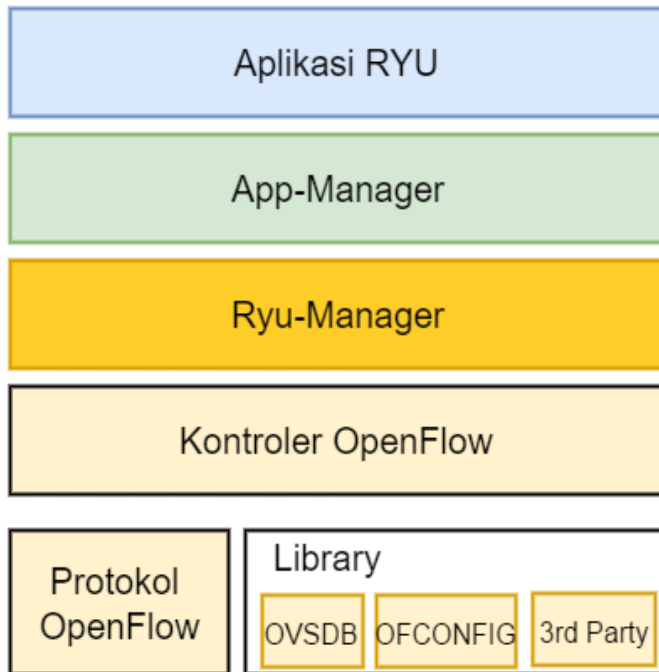 Aplikasi RYU
App-Manager
Ryu-Manager
Kontroler OpenFlow
Protokol
OpenFlow
Library
OVSDB
OFCONFIG
3rd Party